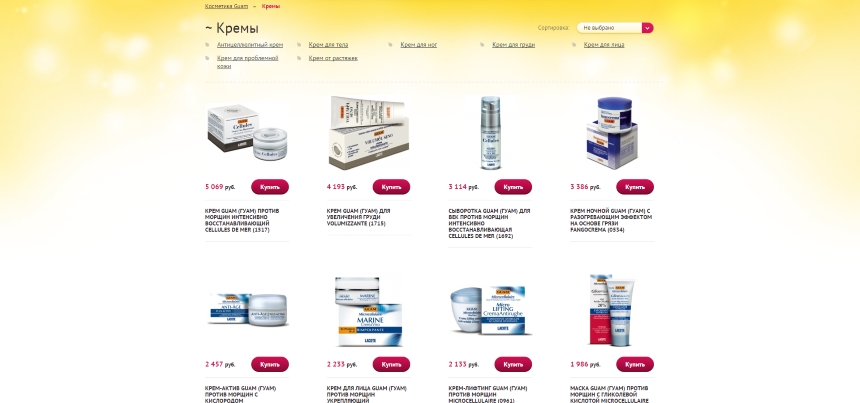 Косметика Guam → Кремы
~ Кремы
Сортировка: Не выбрано
Антицеллюлитный крем Крем для тела Крем для ног Крем для груди Крем для лица
Крем для проблемной кожи Крем от растяжек
5 069 руб. Купить 4 193 руб. Купить 3 114 руб. Купить 3 386 руб. Купить
КРЕМ GUAM (ГУАМ) ПРОТИВ
МОРЩИН ИНТЕНСИВНО
ВОССТАНАВЛИВАЮЩИЙ
CELLULES DE MER (1517)
КРЕМ GUAM (ГУАМ) ДЛЯ
УВЕЛИЧЕНИЯ ГРУДИ
VOLUMIZZANTE (1715)
СЫВОРОТКА GUAM (ГУАМ) ДЛЯ
ВЕК ПРОТИВ МОРЩИН
ИНТЕНСИВНО
ВОССТАНАВЛИВАЮЩАЯ
CELLULES DE MER (1692)
КРЕМ НОЧНОЙ GUAM (ГУАМ) С
РАЗОГРЕВАЮЩИМ ЭФФЕКТОМ
НА ОСНОВЕ ГРЯЗИ
FANGOCREMA (0534)
MARINE
Micro
LIFTING
CremaAntirughe
LACOTE
2 457 руб. Купить 2 233 руб. Купить 2 133 руб. Купить 1 986 руб. Купить
КРЕМ-АКТИВ GUAM (ГУАМ)
ПРОТИВ МОРЩИН С
КИСЛОРОДОМ
КРЕМ ДЛЯ ЛИЦА GUAM (ГУАМ)
ПРОТИВ МОРЩИН
УКРЕПЛЯЮЩИЙ
КРЕМ-ЛИФТИНГ GUAM (ГУАМ)
ПРОТИВ МОРЩИН
MICROCELLULAIRE (0961)
МАСКА GUAM (ГУАМ) ПРОТИВ
МОРЩИН С ГЛИКОЛЕВОЙ
КИСЛОТОЙ MICROCELLULAIRE